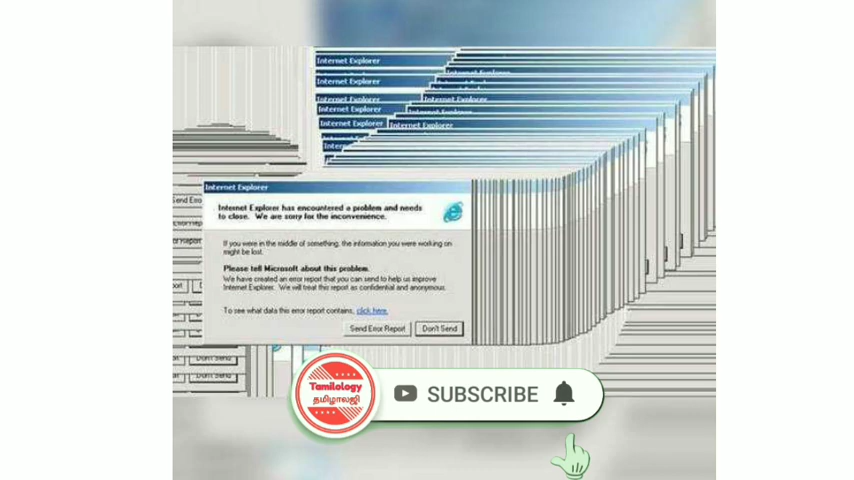 Internet Explorer
Internet Explorer
Internet Explorer
Internet Explorer
Internet Explorer
Internet Explorer
Internet Explorer
Internet Explorer
Internet Explorer
Internet Explorer has encountered a problem and needs
to close. We are sorry for the inconvenience.
If you were in the middle of something, the information you were working on
might be lost.
Please tell Microsoft about this problem.
We have created an error report that you can send to help us improve
Internet Explorer. We will treat this report as confidential and anonymous.
To see what data this error report contains, click here.
Send Error Report Don't Send
Don't Send
Don't Send
Tamilology
தமிழாலஜி
SUBSCRIBE